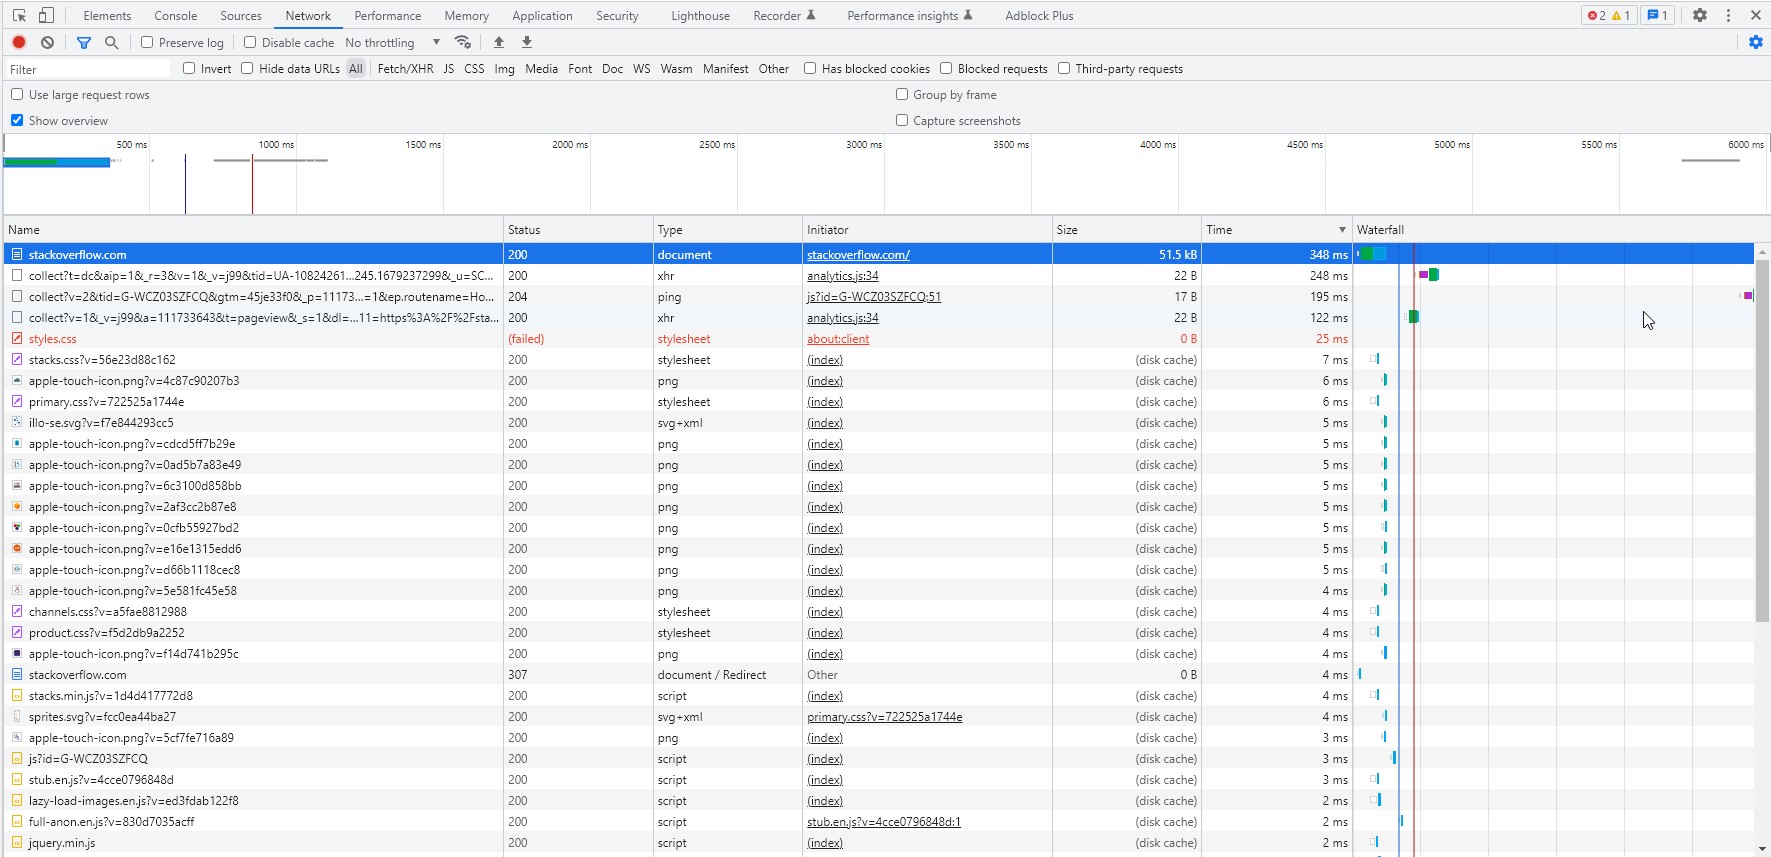 Elements Console Sources Network Performance Memory Application Security Lighthouse Recorder Performance insights Adblock Plus 2 1 1
Preserve log Disable cache No throttling
Filter Invert Hide data URLs All Fetch/XHR JS CSS Img Media Font Doc WS Wasm Manifest Other Has blocked cookies Blocked requests Third-party requests
Use large request rows Group by frame
Show overview Capture screenshots
500 ms 1000 ms 1500 ms 2000 ms 2500 ms 3000 ms 3500 ms 4000 ms 4500 ms 5000 ms 5500 ms 6000 ms
Name Status Type Initiator Size Time Waterfall
stackoverflow.com 200 document stackoverflow.com/ 51.5 kB 348 ms
collect?t=dc&aip=1&_r=3&v=1&_v=j99&tid=UA-10824261...245.1679237299&_u=SC... 200 xhr analytics.js:34 22 B 248 ms
collect?v=2&tid=G-WCZ03SZFCQ&gtm=45je33f0&_p=11173...=1&ep.routename=Ho... 204 ping js?id=G-WCZ03SZFCQ:51 17 B 195 ms
collect?v=1&_v=j99&a=111733643&t=pageview&_s=1&dl=...11=https%3A%2F%2Fsta... 200 xhr analytics.js:34 22 B 122 ms
styles.css (failed) stylesheet about:client 0 B 25 ms
stacks.css?v=56e23d88c162 200 stylesheet (index) (disk cache) 7 ms
apple-touch-icon.png?v=4c87c90207b3 200 png (index) (disk cache) 6 ms
primary.css?v=722525a1744e 200 stylesheet (index) (disk cache) 6 ms
illo-se.svg?v=f7e844293cc5 200 svg+xml (index) (disk cache) 5 ms
apple-touch-icon.png?v=cdcd5ff7b29e 200 png (index) (disk cache) 5 ms
apple-touch-icon.png?v=0ad5b7a83e49 200 png (index) (disk cache) 5 ms
apple-touch-icon.png?v=6c3100d858bb 200 png (index) (disk cache) 5 ms
apple-touch-icon.png?v=2af3cc2b87e8 200 png (index) (disk cache) 5 ms
apple-touch-icon.png?v=0cfb55927bd2 200 png (index) (disk cache) 5 ms
apple-touch-icon.png?v=e16e1315edd6 200 png (index) (disk cache) 5 ms
apple-touch-icon.png?v=d66b1118cec8 200 png (index) (disk cache) 5 ms
apple-touch-icon.png?v=5e581fc45e58 200 png (index) (disk cache) 4 ms
channels.css?v=a5fae8812988 200 stylesheet (index) (disk cache) 4 ms
product.css?v=f5d2db9a2252 200 stylesheet (index) (disk cache) 4 ms
apple-touch-icon.png?v=f14d741b295c 200 png (index) (disk cache) 4 ms
stackoverflow.com 307 document / Redirect Other 0 B 4 ms
stacks.min.js?v=1d4d417772d8 200 script (index) (disk cache) 4 ms
sprites.svg?v=fcc0ea44ba27 200 svg+xml primary.css?v=722525a1744e (disk cache) 4 ms
apple-touch-icon.png?v=5cf7fe716a89 200 png (index) (disk cache) 3 ms
js?id=G-WCZ03SZFCQ 200 script (index) (disk cache) 3 ms
stub.en.js?v=4cce0796848d 200 script (index) (disk cache) 3 ms
lazy-load-images.en.js?v=ed3fdab122f8 200 script (index) (disk cache) 2 ms
full-anon.en.js?v=830d7035acff 200 script stub.en.js?v=4cce0796848d:1 (disk cache) 2 ms
jquery.min.js 200 script (index) (disk cache) 2 ms